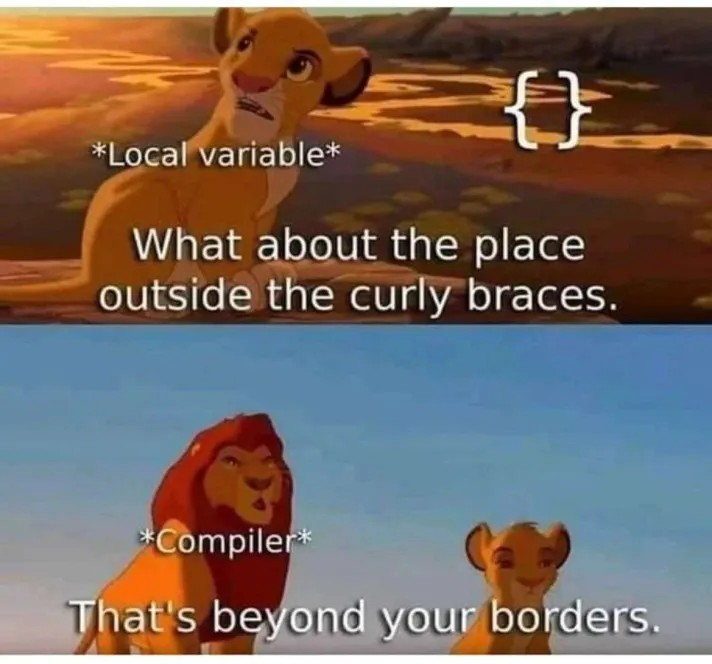 {}
*Local variable*
What about the place
outside the curly braces.
*Compiler*
That's beyond your borders.